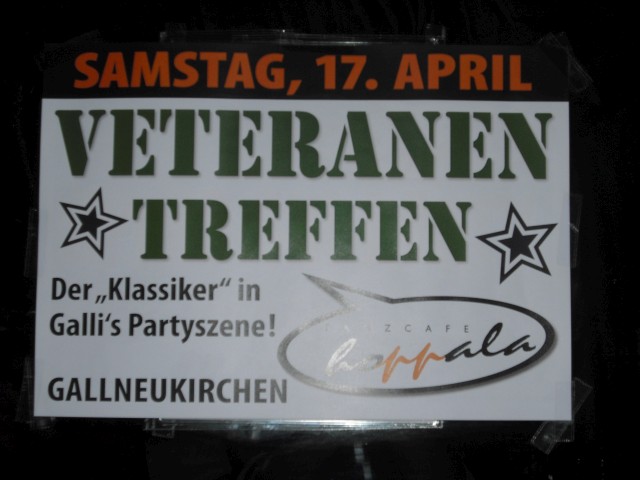 SAMSTAG, 17. APRIL
VETERANEN
TREFFEN
Der „Klassiker“ in
Galli's Partyszene!
GALLNEUKIRCHEN
hoppala